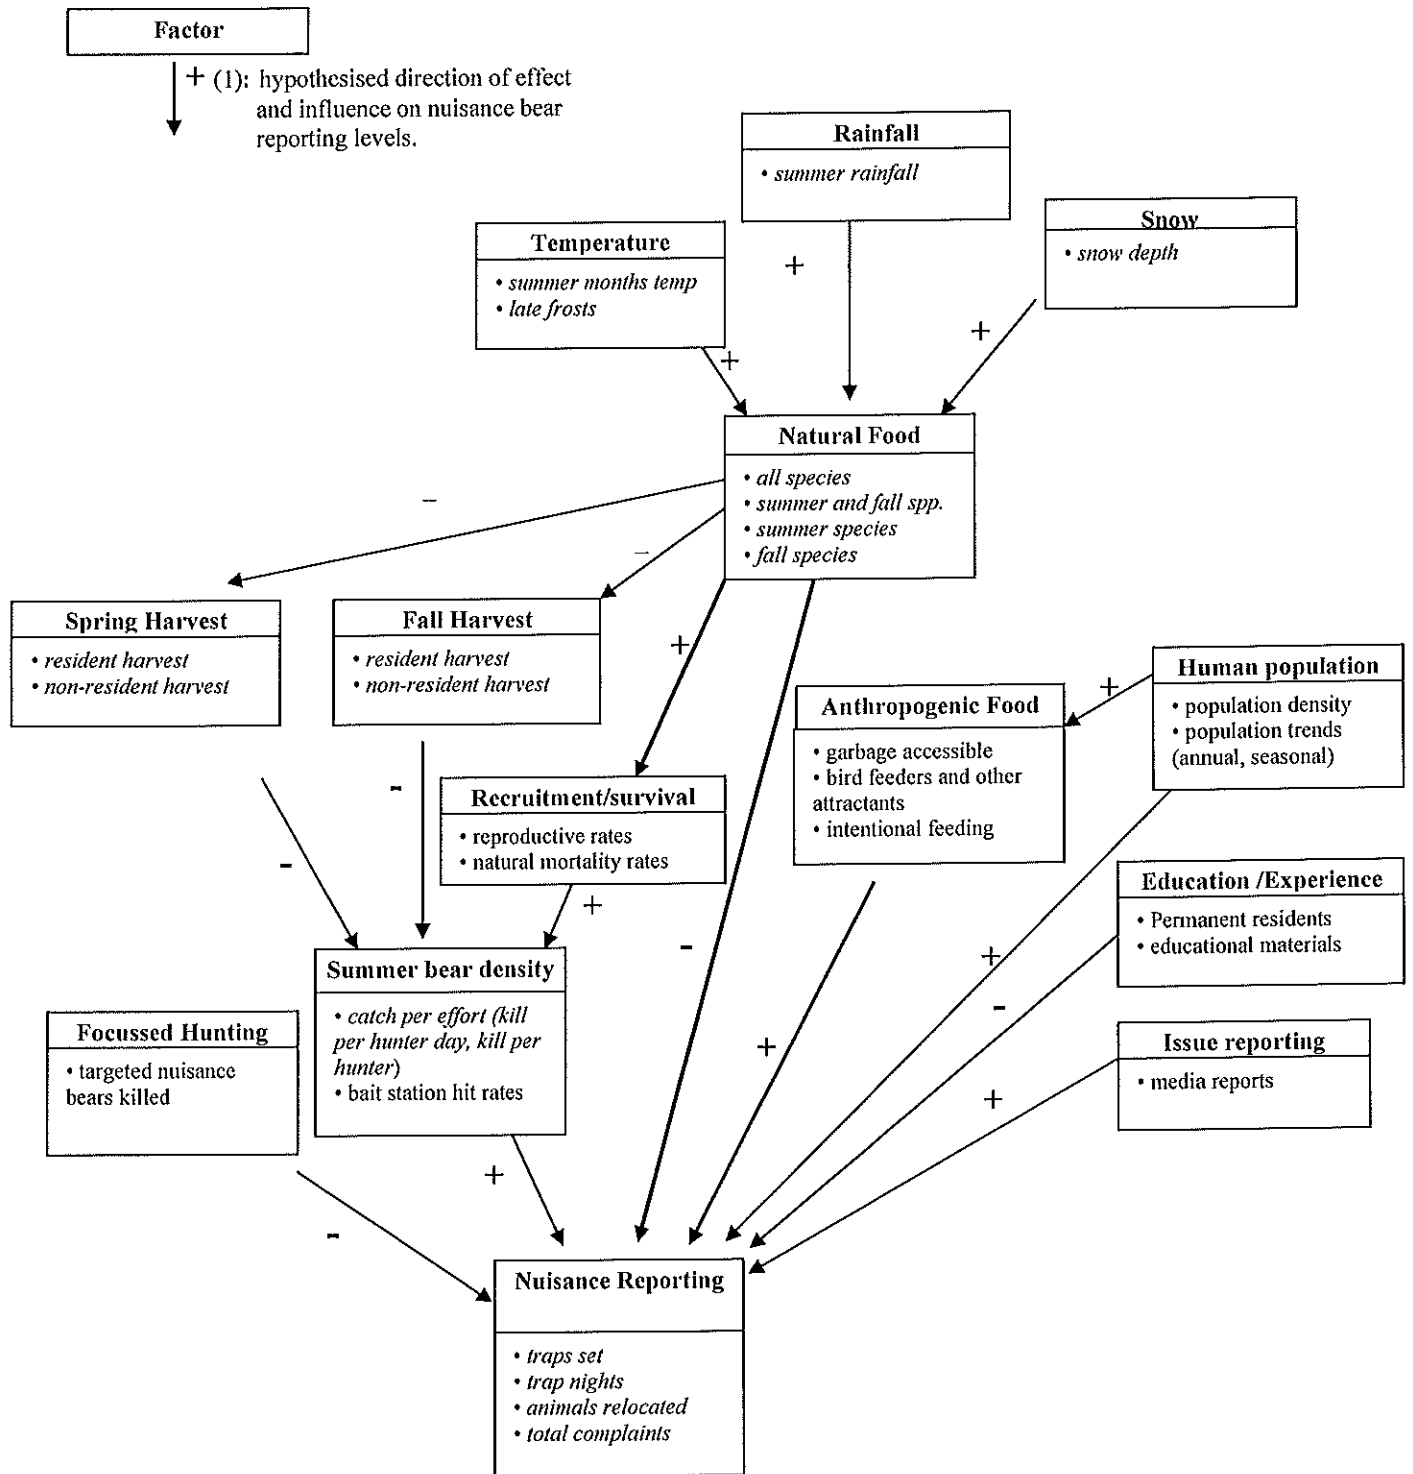 Factor
+ (1): hypothesised direction of effect
and influence on nuisance bear
reporting levels.
Rainfall
• summer rainfall
Snow
• snow depth
Temperature
• summer months temp
• late frosts
+
+
+
Natural Food
• all species
• summer and fall spp.
• summer species
• fall species
–
–
Spring Harvest
• resident harvest
• non-resident harvest
Fall Harvest
• resident harvest
• non-resident harvest
+
Human population
• population density
• population trends
(annual, seasonal)
+
Anthropogenic Food
• garbage accessible
• bird feeders and other
attractants
• intentional feeding
-
Recruitment/survival
• reproductive rates
• natural mortality rates
-
+
Education /Experience
• Permanent residents
• educational materials
-
+
-
Summer bear density
• catch per effort (kill
per hunter day, kill per
hunter)
• bait station hit rates
Focussed Hunting
• targeted nuisance
bears killed
+
Issue reporting
• media reports
+
+
-
Nuisance Reporting
• traps set
• trap nights
• animals relocated
• total complaints